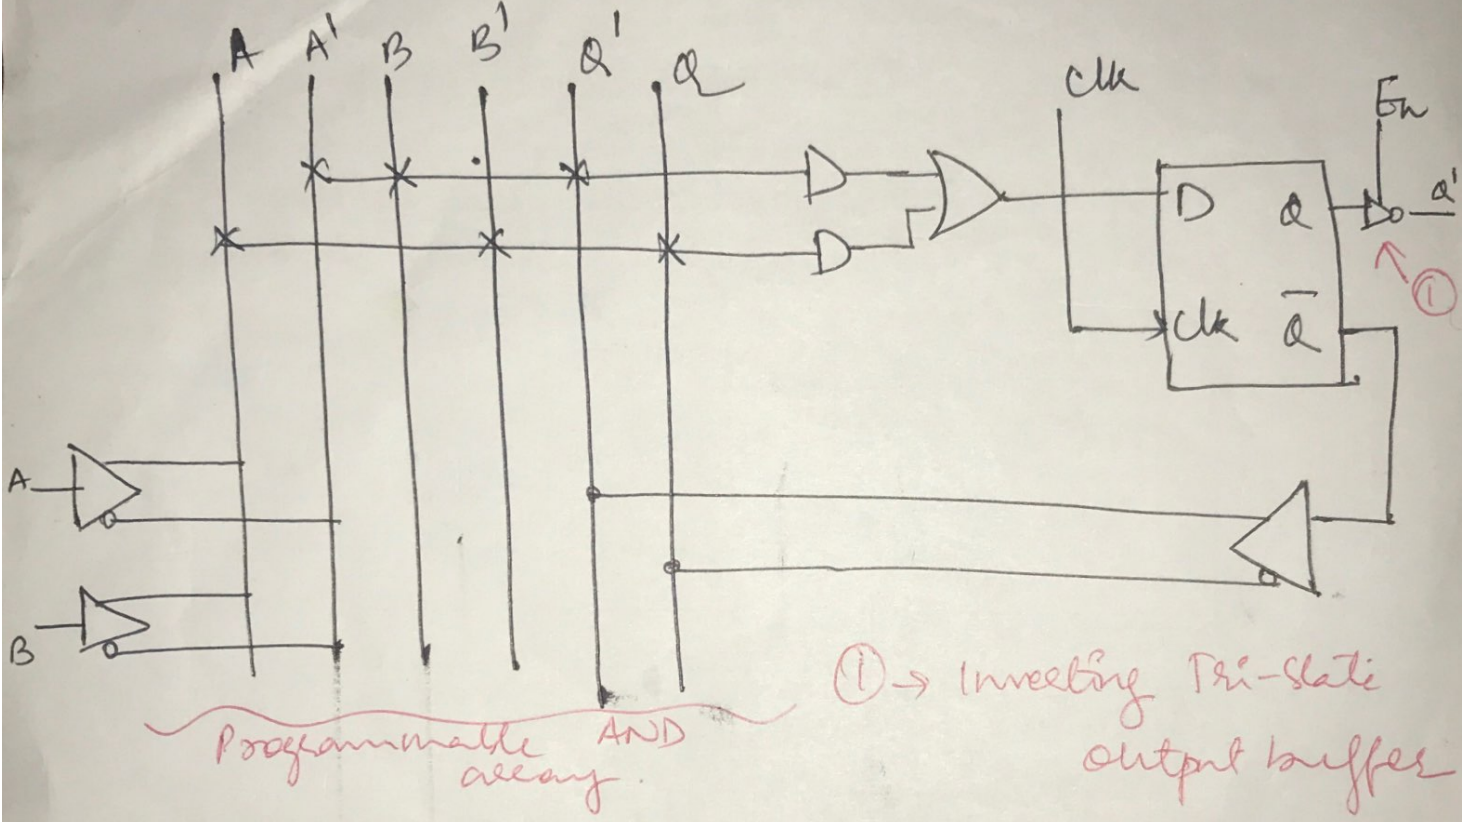 A A' B B' Q' Q
Clk
En
D Q
Q'
Clk Q̅
①
A
B
① → Inverting Tri-state
output buffer
Programmable AND
array.